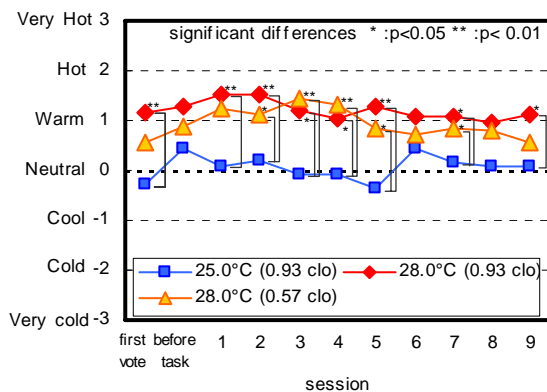 significant differences * :p<0.05 ** :p< 0.01
Very Hot 3
Hot 2
Warm 1
Neutral 0
Cool -1
Cold -2
Very cold -3
** ** ** ** ** ** *
* * * * *
25.0°C (0.93 clo) 28.0°C (0.93 clo)
28.0°C (0.57 clo)
first vote before task 1 2 3 4 5 6 7 8 9
session